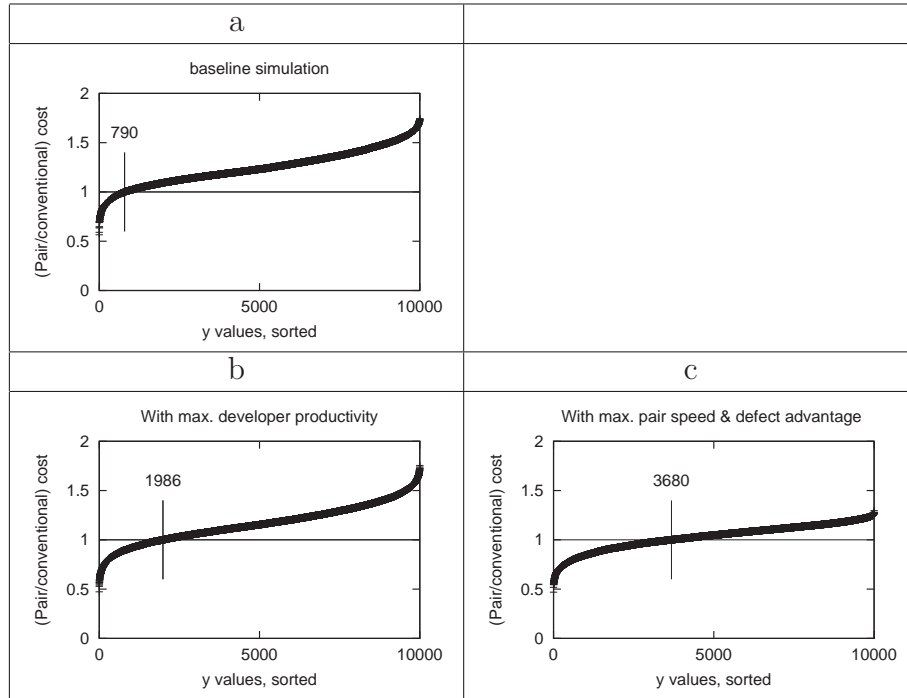 a
baseline simulation
(Pair/conventional) cost
2
1.5
1
0.5
0
790
0 5000 10000
y values, sorted
b
With max. developer productivity
(Pair/conventional) cost
2
1.5
1
0.5
0
1986
0 5000 10000
y values, sorted
c
With max. pair speed & defect advantage
(Pair/conventional) cost
2
1.5
1
0.5
0
3680
0 5000 10000
y values, sorted